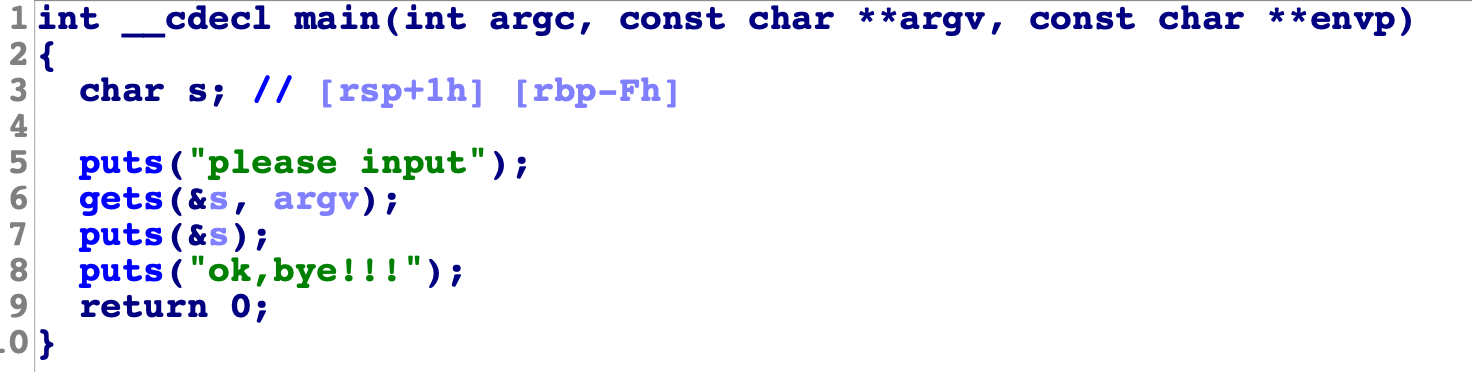 1 int __cdecl main(int argc, const char **argv, const char **envp)
2 {
3   char s; // [rsp+1h] [rbp-Fh]
4
5   puts("please input");
6   gets(&s, argv);
7   puts(&s);
8   puts("ok,bye!!!");
9   return 0;
.0 }